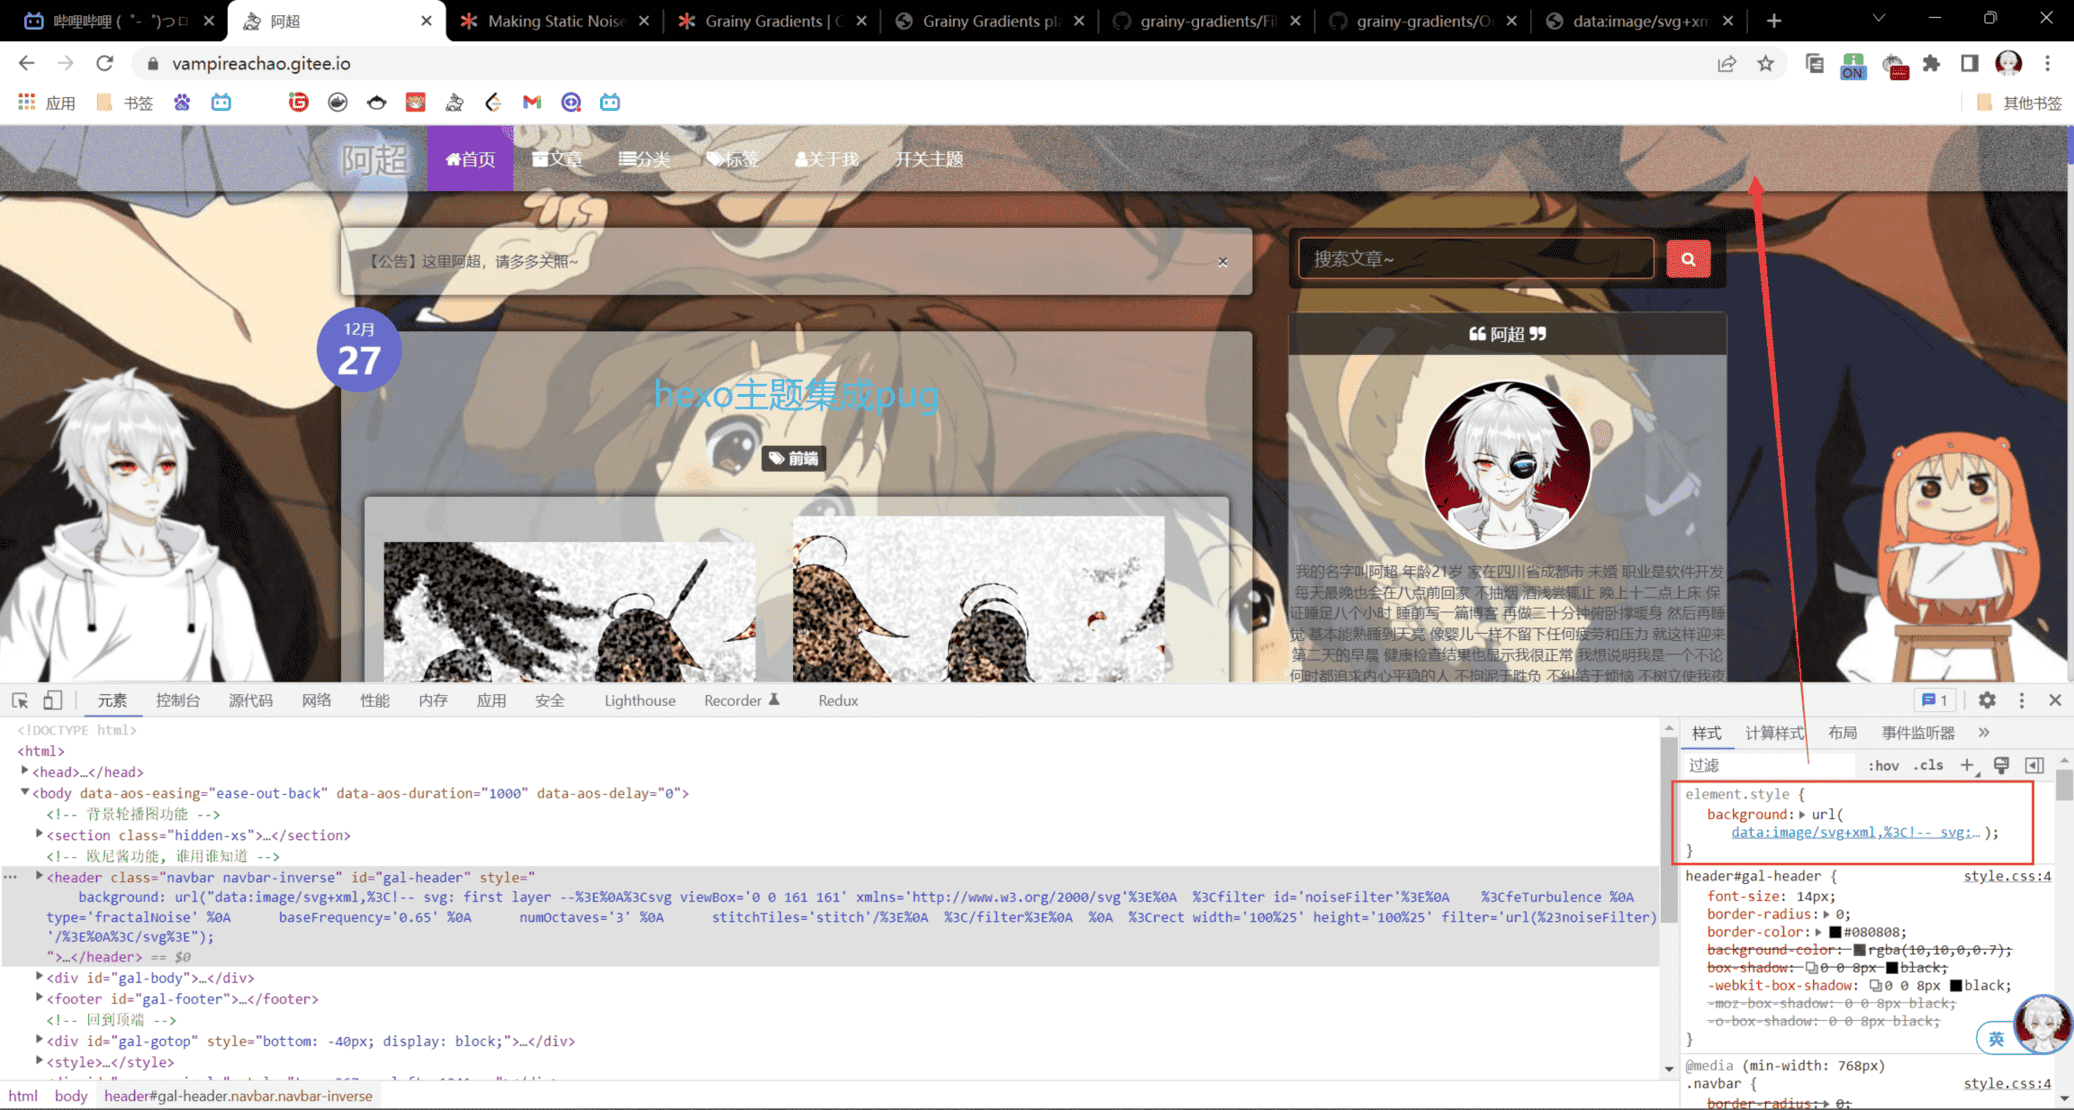 哔哩哔哩 (゜-゜)つロ
阿超
Making Static Noise
Grainy Gradients | C
Grainy Gradients pl
grainy-gradients/Fil
grainy-gradients/Ou
data:image/svg+xm
vampireachao.gitee.io
ON
应用
书签
其他书签
阿超
首页
文章
分类
标签
关于我
开关主题
【公告】这里阿超，请多多关照~
×
搜索文章~
12月
27
阿超
hexo主题集成pug
前端
我的名字叫阿超 年龄21岁 家在四川省成都市 未婚 职业是软件开发
每天最晚也会在八点前回家 不抽烟 酒浅尝辄止 晚上十二点上床 保
证睡足八个小时 睡前写一篇博客 再做二十分钟俯卧撑暖身 然后再睡
觉 基本能熟睡到天亮 像婴儿一样不留下任何疲劳和压力 就这样迎来
第二天的早晨 健康检查结果也显示我很正常 我想说明我是一个不论
何时都追求内心平稳的人 不拘泥于胜负 不纠结于烦恼 不树立使我夜
元素
控制台
源代码
网络
性能
内存
应用
安全
Lighthouse
Recorder
Redux
1
<!DOCTYPE html>
<html>
<head>…</head>
<body data-aos-easing="ease-out-back" data-aos-duration="1000" data-aos-delay="0">
<!-- 背景轮播图功能 -->
<section class="hidden-xs">…</section>
<!-- 欧尼酱功能, 谁用谁知道 -->
<header class="navbar navbar-inverse" id="gal-header" style="
background: url("data:image/svg+xml,%3C!-- svg: first layer --%3E%0A%3Csvg viewBox='0 0 161 161' xmlns='http://www.w3.org/2000/svg'%3E%0A  %3Cfilter id='noiseFilter'%3E%0A    %3CfeTurbulence %0A
type='fractalNoise' %0A      baseFrequency='0.65' %0A      numOctaves='3' %0A      stitchTiles='stitch'/%3E%0A  %3C/filter%3E%0A  %0A  %3Crect width='100%25' height='100%25' filter='url(%23noiseFilter)
'/%3E%0A%3C/svg%3E");
">…</header> == $0
<div id="gal-body">…</div>
<footer id="gal-footer">…</footer>
<!-- 回到顶端 -->
<div id="gal-gotop" style="bottom: -40px; display: block;">…</div>
<style>…</style>
html
body
header#gal-header.navbar.navbar-inverse
样式
计算样式
布局
事件监听器
»
过滤
:hov
.cls
+
element.style {
background: url(
data:image/svg+xml,%3C!-- svg:… );
}
header#gal-header {
style.css:4
font-size: 14px;
border-radius: 0;
border-color: #080808;
background-color: rgba(10,10,0,0.7);
box-shadow: 0 0 8px black;
-webkit-box-shadow: 0 0 8px black;
-moz-box-shadow: 0 0 8px black;
-o-box-shadow: 0 0 8px black;
}
英
@media (min-width: 768px)
.navbar {
style.css:4
border-radius: 0;